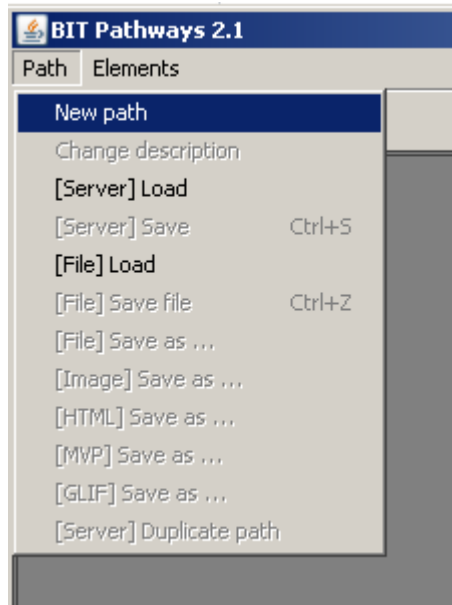 BIT Pathways 2.1
Path Elements
New path
Change description
[Server] Load
[Server] Save Ctrl+S
[File] Load
[File] Save file Ctrl+Z
[File] Save as ...
[Image] Save as ...
[HTML] Save as ...
[MVP] Save as ...
[GLIF] Save as ...
[Server] Duplicate path